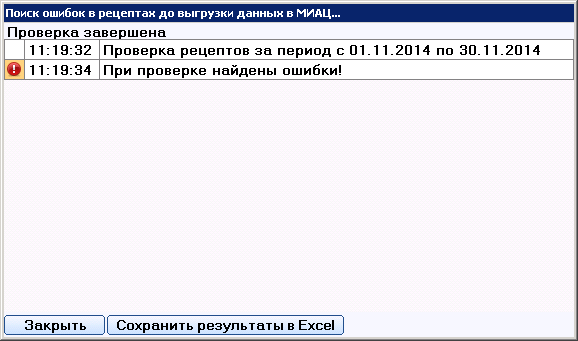 Поиск ошибок в рецептах до выгрузки данных в МИАЦ...
Проверка завершена
11:19:32 Проверка рецептов за период с 01.11.2014 по 30.11.2014
11:19:34 При проверке найдены ошибки!
Закрыть Сохранить результаты в Excel